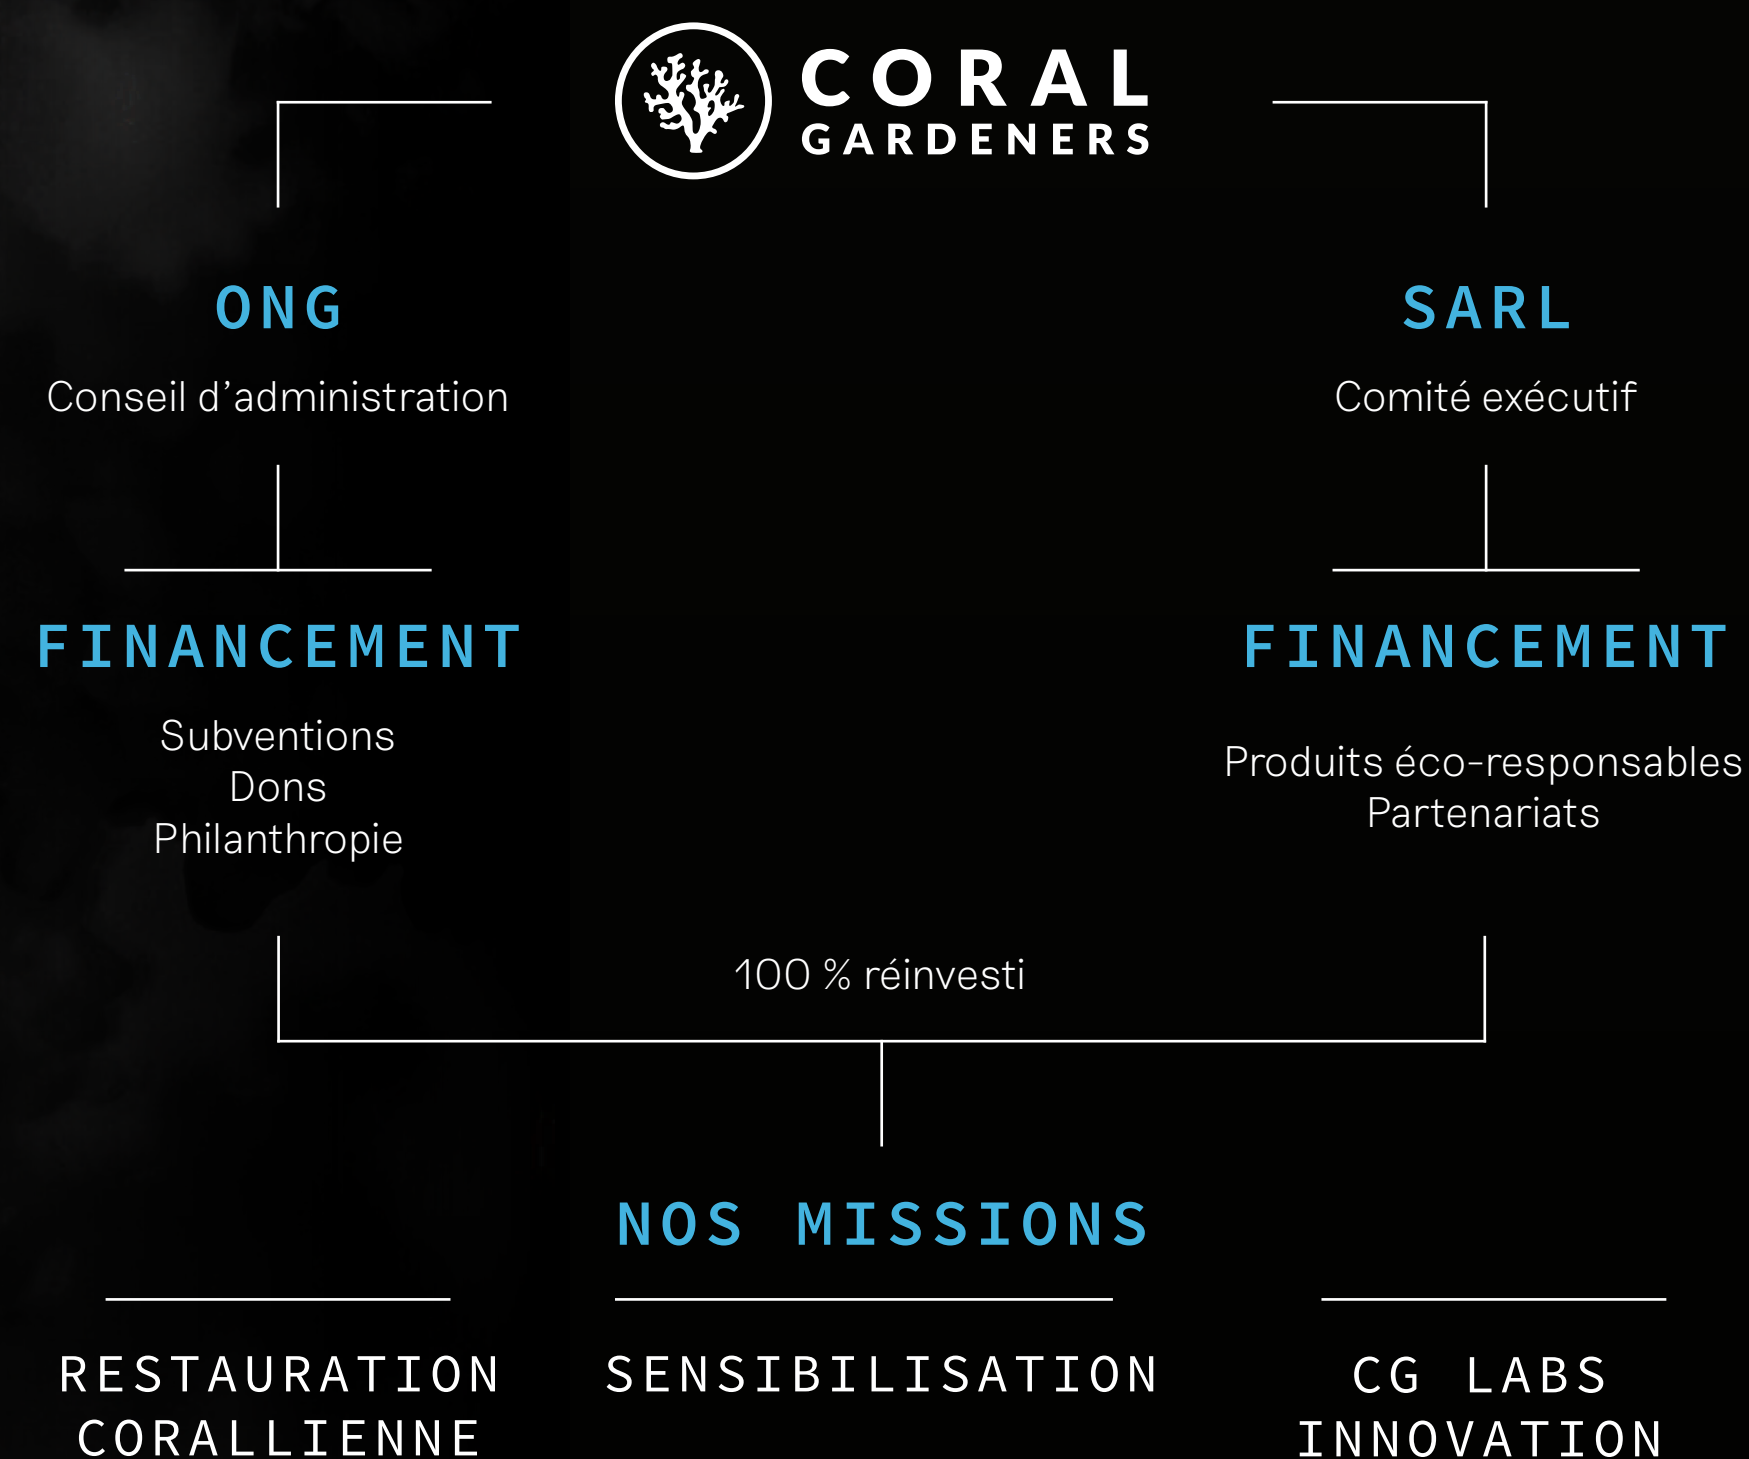 CORAL
GARDENERS
ONG
Conseil d’administration
FINANCEMENT
Subventions
Dons
Philanthropie
SARL
Comité exécutif
FINANCEMENT
Produits éco-responsables
Partenariats
100 % réinvesti
NOS MISSIONS
RESTAURATION
CORALLIENNE
SENSIBILISATION
CG LABS
INNOVATION